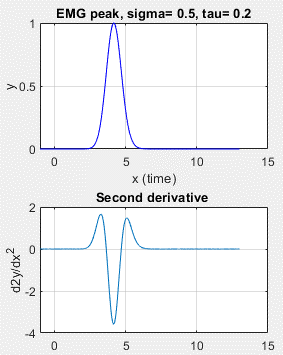 EMG peak, sigma= 0.5, tau= 0.2
1
0.5
0
y
0 5 10 15
x (time)
Second derivative
2
0
-2
-4
d2y/dx²
0 5 10 15